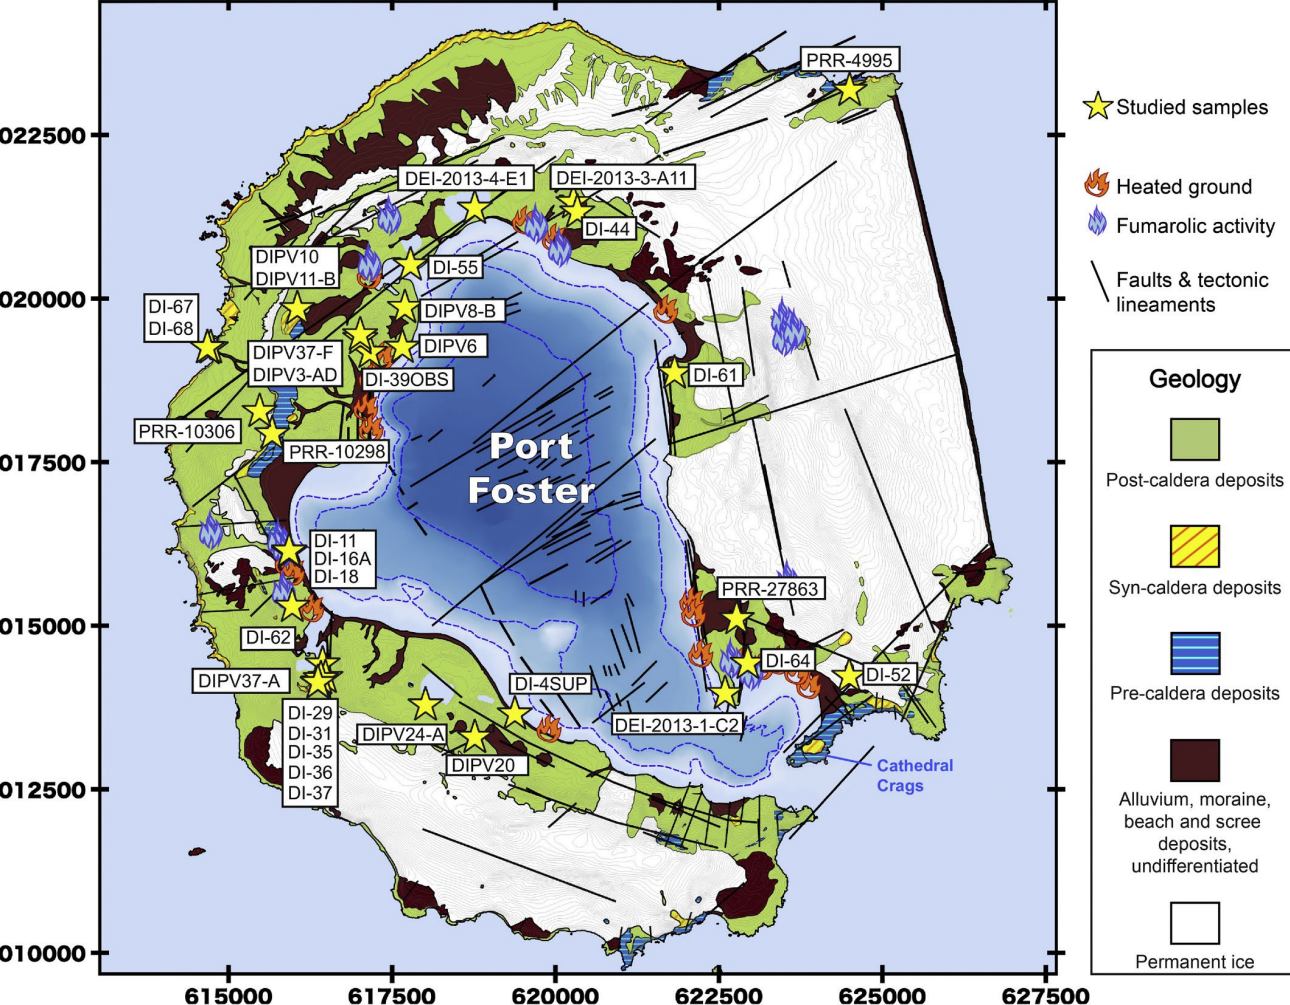 PRR-4995
Studied samples
022500
DEI-2013-4-E1
DEI-2013-3-A11
Heated ground
Fumarolic activity
DI-44
DIPV10
DIPV11-B
DI-55
Faults & tectonic
lineaments
020000
DI-67
DI-68
DIPV8-B
DIPV6
DIPV37-F
DIPV3-AD
DI-39OBS
DI-61
Geology
PRR-10306
PRR-10298
Port
Foster
017500
Post-caldera deposits
DI-11
DI-16A
DI-18
Syn-caldera deposits
PRR-27863
015000
DI-62
DI-64
DI-52
DIPV37-A
DI-4SUP
Pre-caldera deposits
DI-29
DI-31
DI-35
DI-36
DI-37
DIPV24-A
DEI-2013-1-C2
DIPV20
Cathedral
Crags
012500
Alluvium, moraine,
beach and scree
deposits,
undifferentiated
010000
Permanent ice
615000
617500
620000
622500
625000
627500